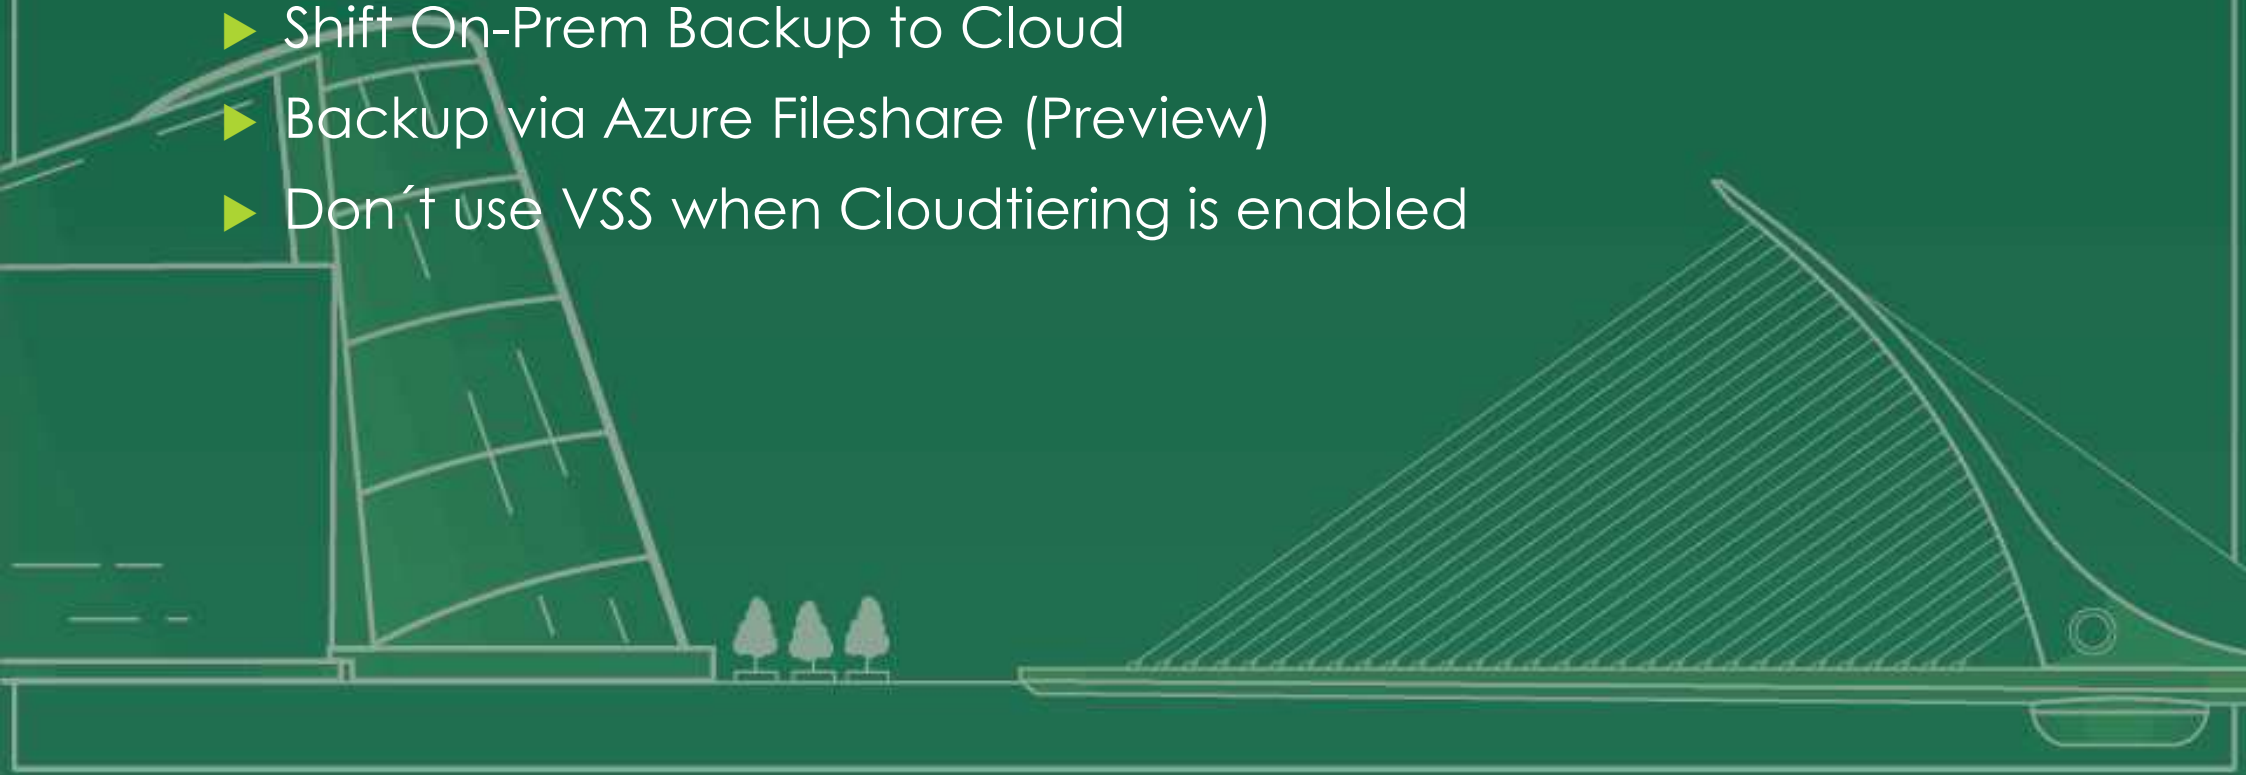 Shift On-Prem Backup to Cloud
Backup via Azure Fileshare (Preview)
Don´t use VSS when Cloudtiering is enabled